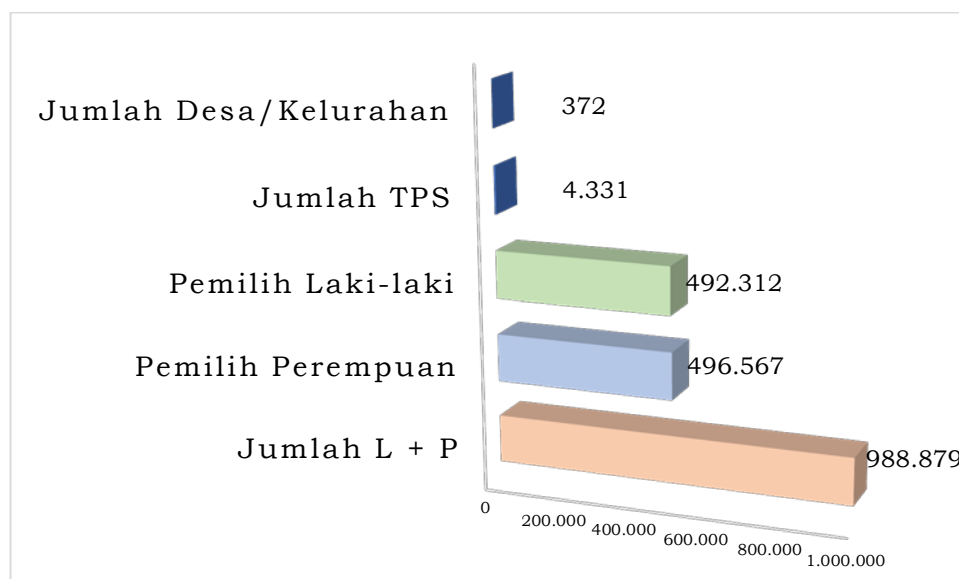 Jumlah Desa/Kelurahan
372
Jumlah TPS
4.331
Pemilih Laki-laki
492.312
Pemilih Perempuan
496.567
Jumlah L + P
988.879
0
200.000
400.000
600.000
800.000
1.000.000